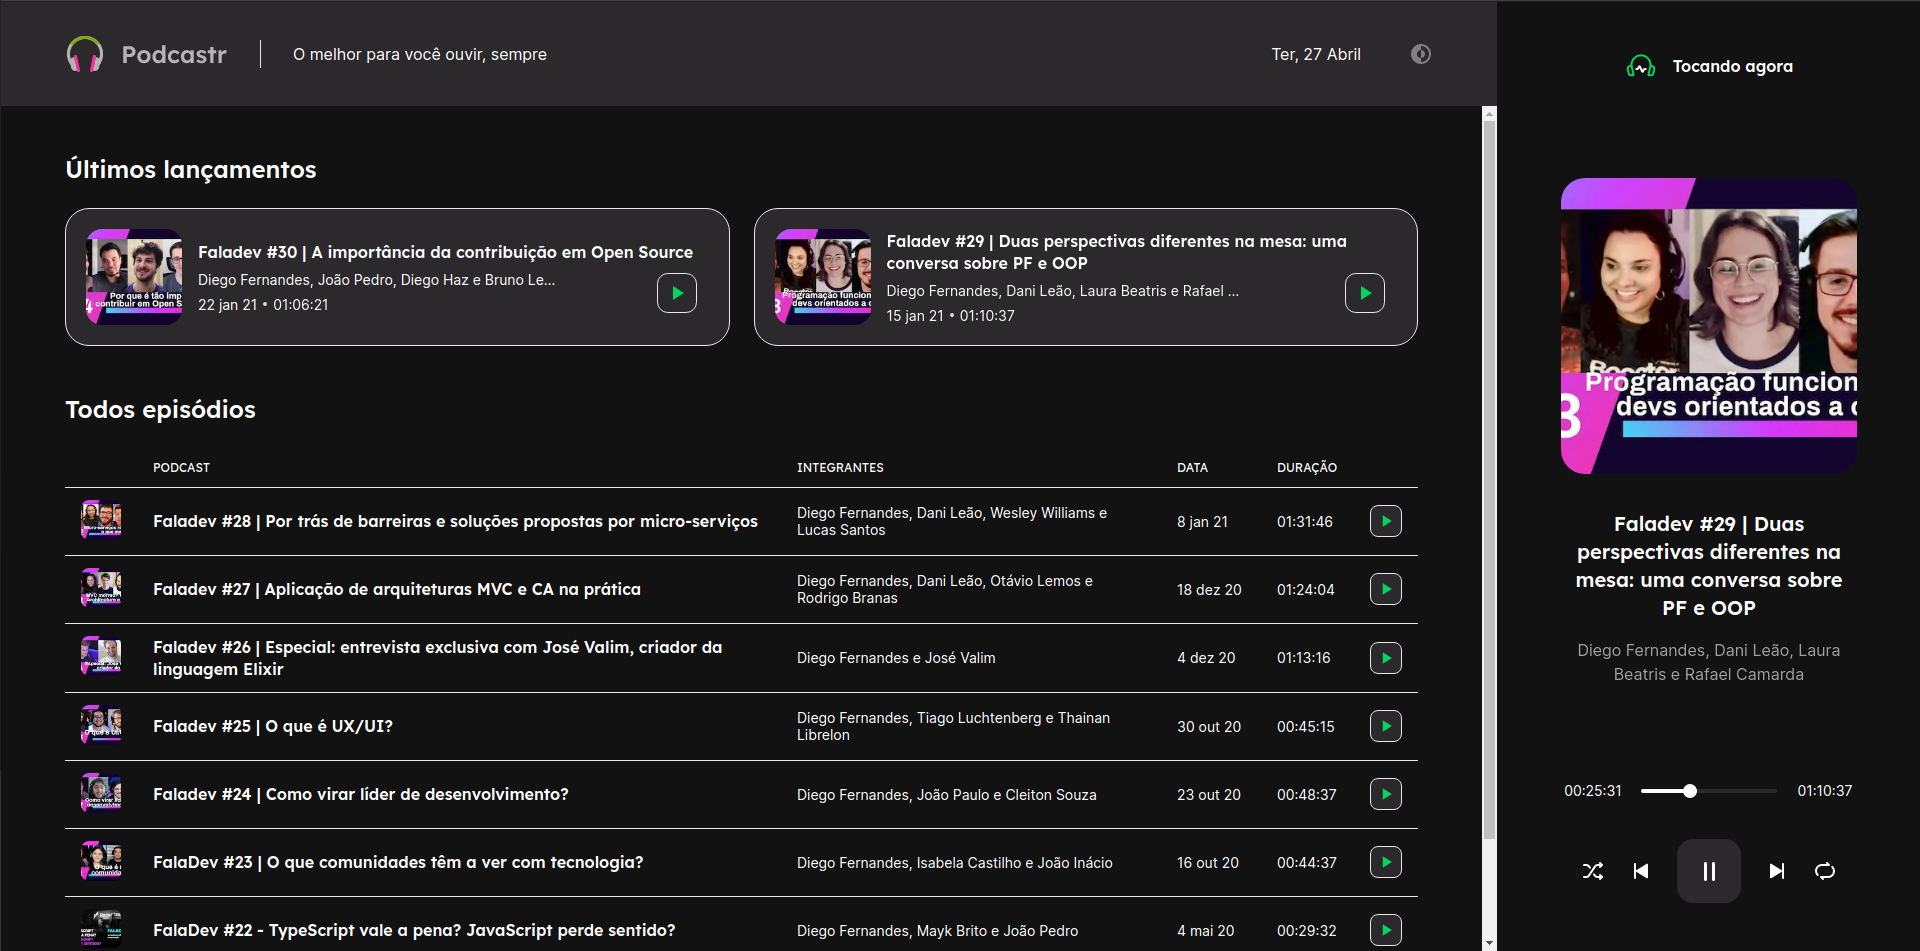 Podcastr
O melhor para você ouvir, sempre
Ter, 27 Abril
Últimos lançamentos
Por que é tão imp
contribuir em Open S
Faladev #30 | A importância da contribuição em Open Source
Diego Fernandes, João Pedro, Diego Haz e Bruno Le...
22 jan 21 • 01:06:21
Programação funcion
devs orientados a c
Faladev #29 | Duas perspectivas diferentes na mesa: uma
conversa sobre PF e OOP
Diego Fernandes, Dani Leão, Laura Beatris e Rafael ...
15 jan 21 • 01:10:37
Todos episódios
PODCAST INTEGRANTES DATA DURAÇÃO
Faladev #28 | Por trás de barreiras e soluções propostas por micro-serviços
Diego Fernandes, Dani Leão, Wesley Williams e
Lucas Santos
8 jan 21
01:31:46
Faladev #27 | Aplicação de arquiteturas MVC e CA na prática
Diego Fernandes, Dani Leão, Otávio Lemos e
Rodrigo Branas
18 dez 20
01:24:04
Faladev #26 | Especial: entrevista exclusiva com José Valim, criador da
linguagem Elixir
Diego Fernandes e José Valim
4 dez 20
01:13:16
Faladev #25 | O que é UX/UI?
Diego Fernandes, Tiago Luchtenberg e Thainan
Librelon
30 out 20
00:45:15
Faladev #24 | Como virar líder de desenvolvimento?
Diego Fernandes, João Paulo e Cleiton Souza
23 out 20
00:48:37
FalaDev #23 | O que comunidades têm a ver com tecnologia?
Diego Fernandes, Isabela Castilho e João Inácio
16 out 20
00:44:37
FalaDev #22 - TypeScript vale a pena? JavaScript perde sentido?
Diego Fernandes, Mayk Brito e João Pedro
4 mai 20
00:29:32
Tocando agora
Programação funcion
devs orientados a c
3
Faladev #29 | Duas
perspectivas diferentes na
mesa: uma conversa sobre
PF e OOP
Diego Fernandes, Dani Leão, Laura
Beatris e Rafael Camarda
00:25:31
01:10:37